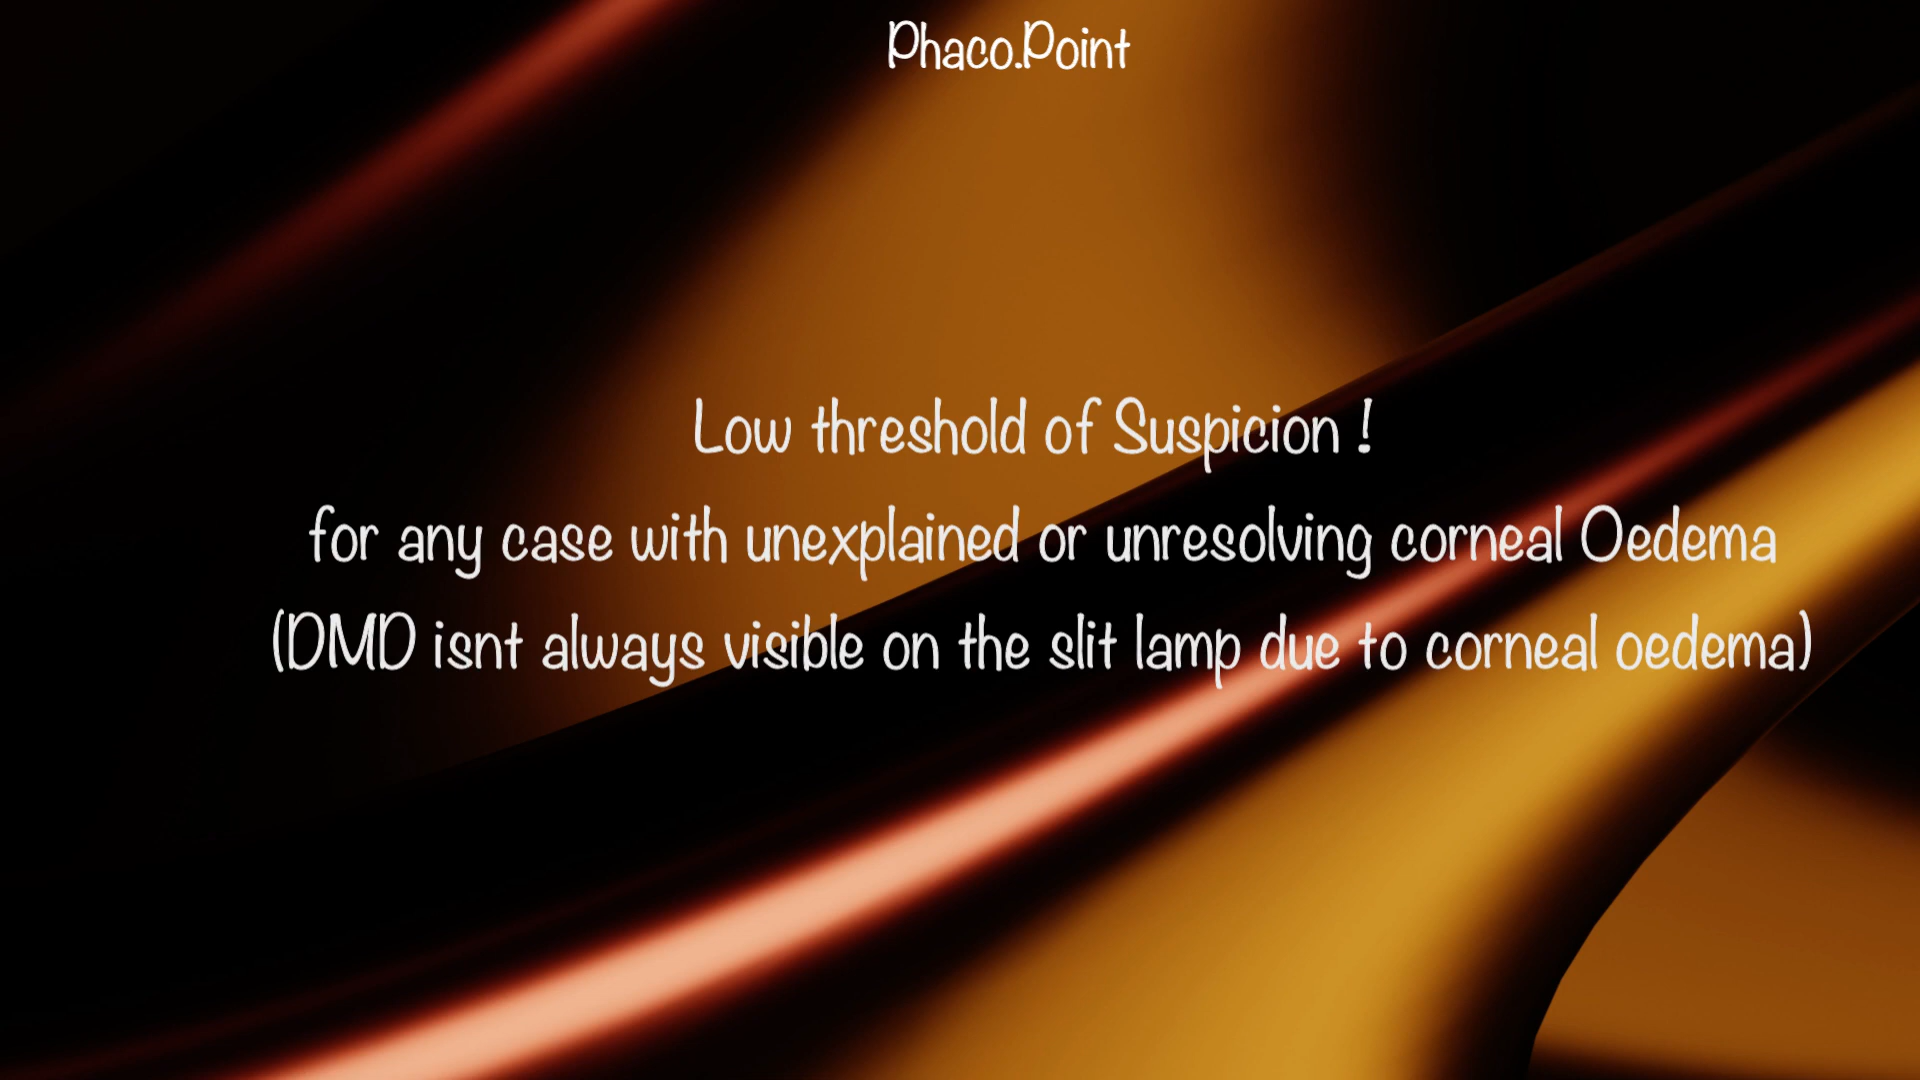 Phaco.Point
Low threshold of Suspicion !
for any case with unexplained or unresolving corneal Oedema
(DMD isnt always visible on the slit lamp due to corneal oedema)